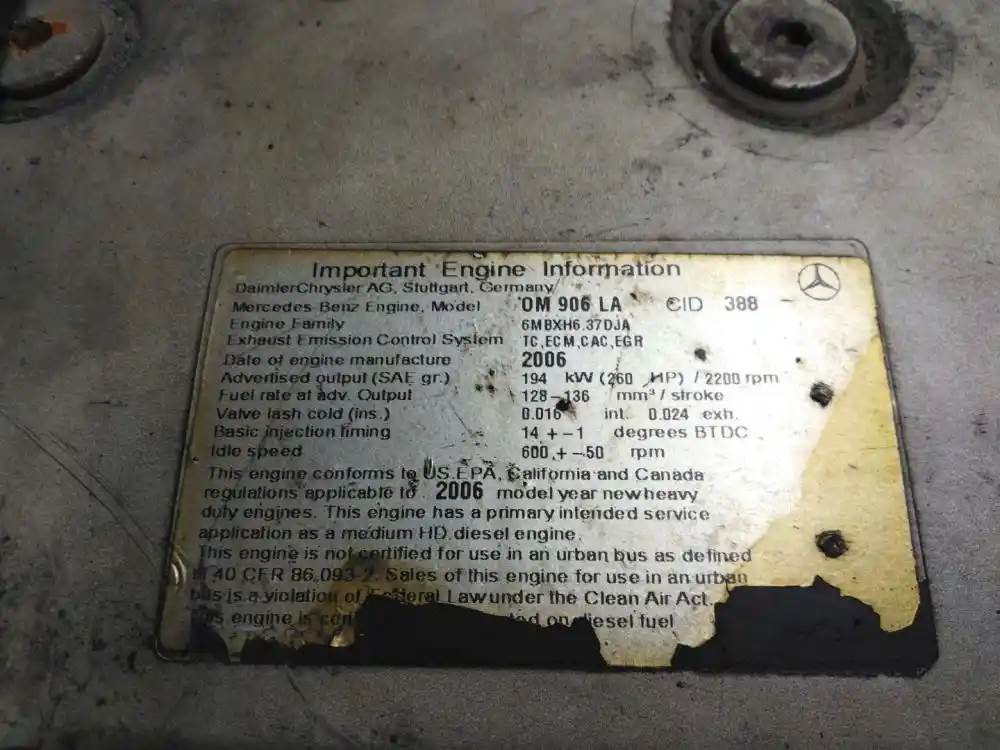 Important Engine Information
DaimlerChrysler AG, Stuttgart, Germany
Mercedes-Benz Engine, Model OM 906 LA CID 388
Engine Family 6MBXH6.37DJA
Exhaust Emission Control System TC,ECM,CAC,EGR
Date of engine manufacture 2006
Advertised output (SAE gr.) 194 kW (260 HP) / 2200 rpm
Fuel rate at adv. Output 128-136 mm³ / stroke
Valve lash cold (ins.) 0.016 int. 0.024 exh.
Basic injection timing 14 +-1 degrees BTDC
Idle speed 600 +-50 rpm
This engine conforms to US.EPA, California and Canada
regulations applicable to 2006 model year new heavy
duty engines. This engine has a primary intended service
application as a medium HD diesel engine.
This engine is not certified for use in an urban bus as defined
40 CFR 86.093-2. Sales of this engine for use in an urban
bus is a violation of Federal Law under the Clean Air Act.
this engine is on diesel fuel